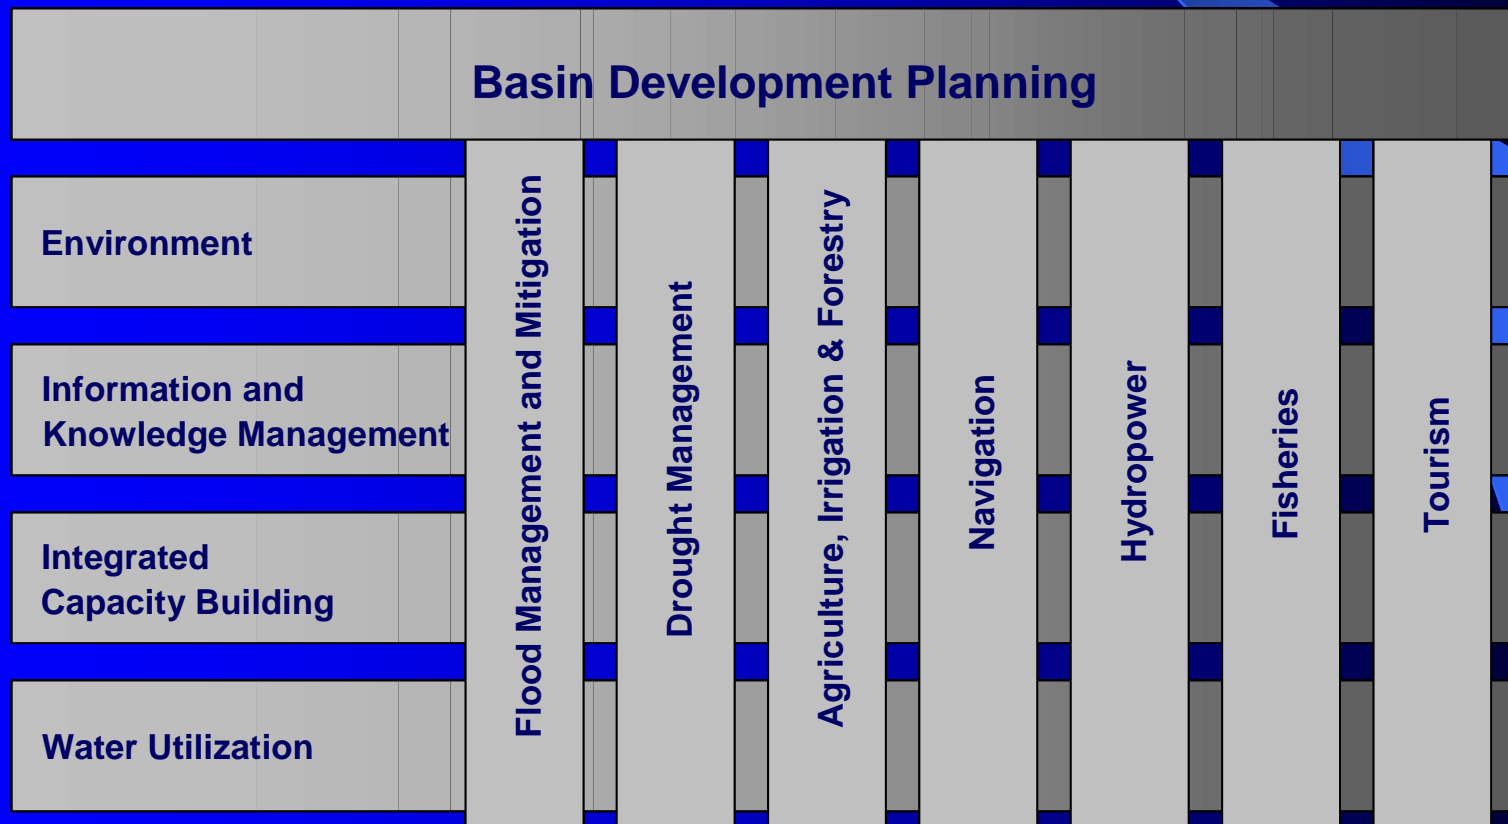 Basin Development Planning
Environment
Information and
Knowledge Management
Integrated
Capacity Building
Water Utilization
Flood Management and Mitigation
Drought Management
Agriculture, Irrigation & Forestry
Navigation
Hydropower
Fisheries
Tourism